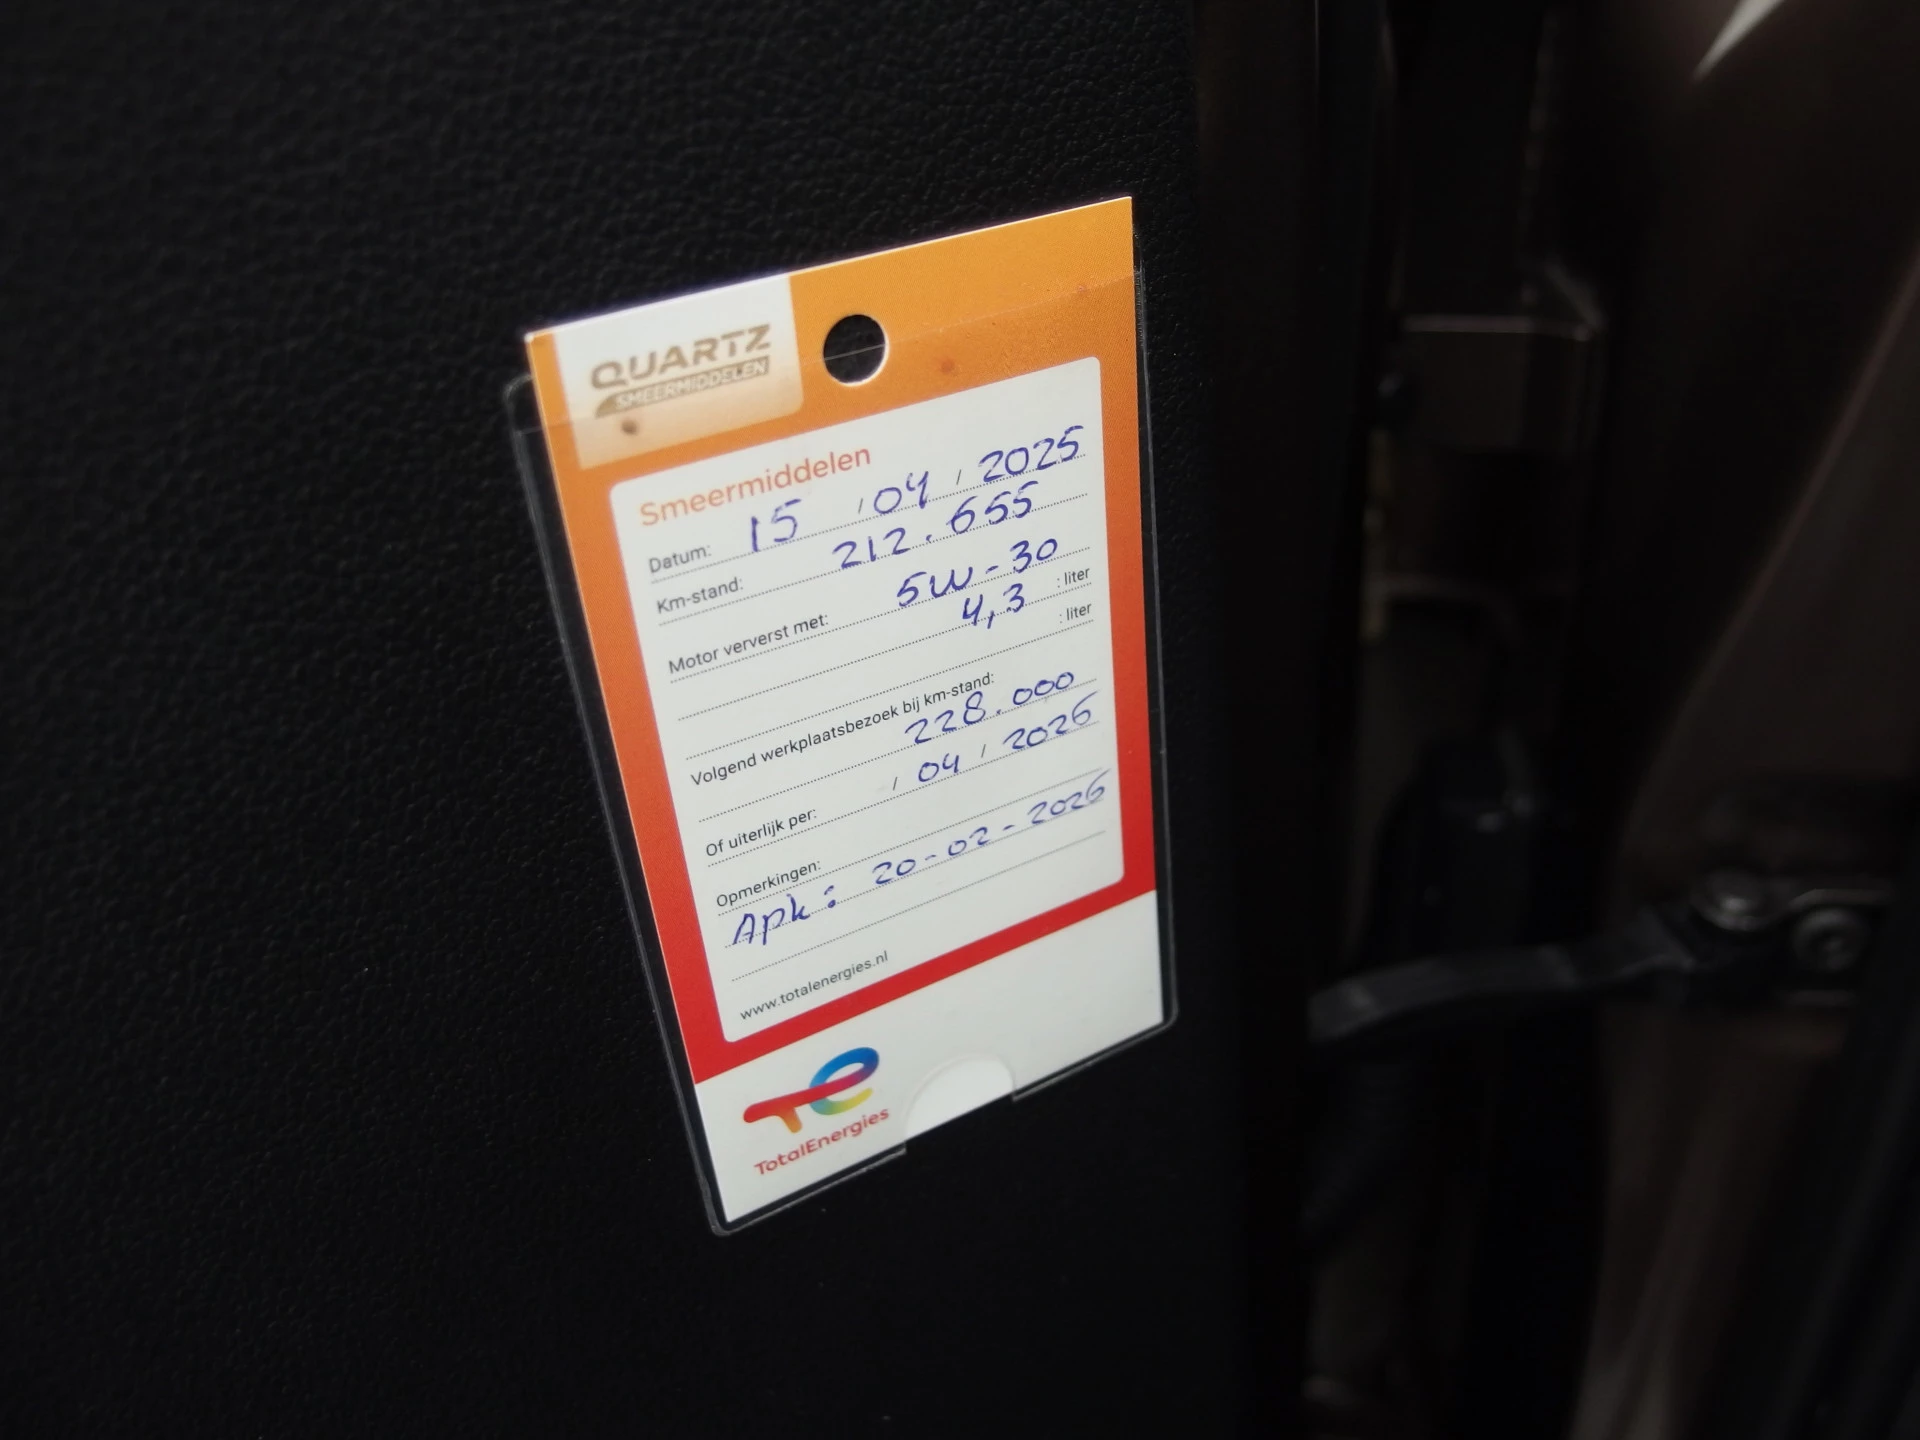 QUARTZ
SMEERMIDDELEN
Smeermiddelen
Datum: 15 / 04 / 2025
Km-stand: 212.655
Motor ververst met: 5W-30
4,3 : liter
: liter
Volgend werkplaatsbezoek bij km-stand:
228.000
Of uiterlijk per: / 04 / 2026
Opmerkingen:
Apk: 20-02-2026
www.totalenergies.nl
TotalEnergies